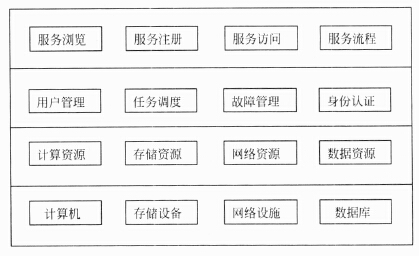 服务浏览 服务注册 服务访问 服务流程
用户管理 任务调度 故障管理 身份认证
计算资源 存储资源 网络资源 数据资源
计算机 存储设备 网络设施 数据库